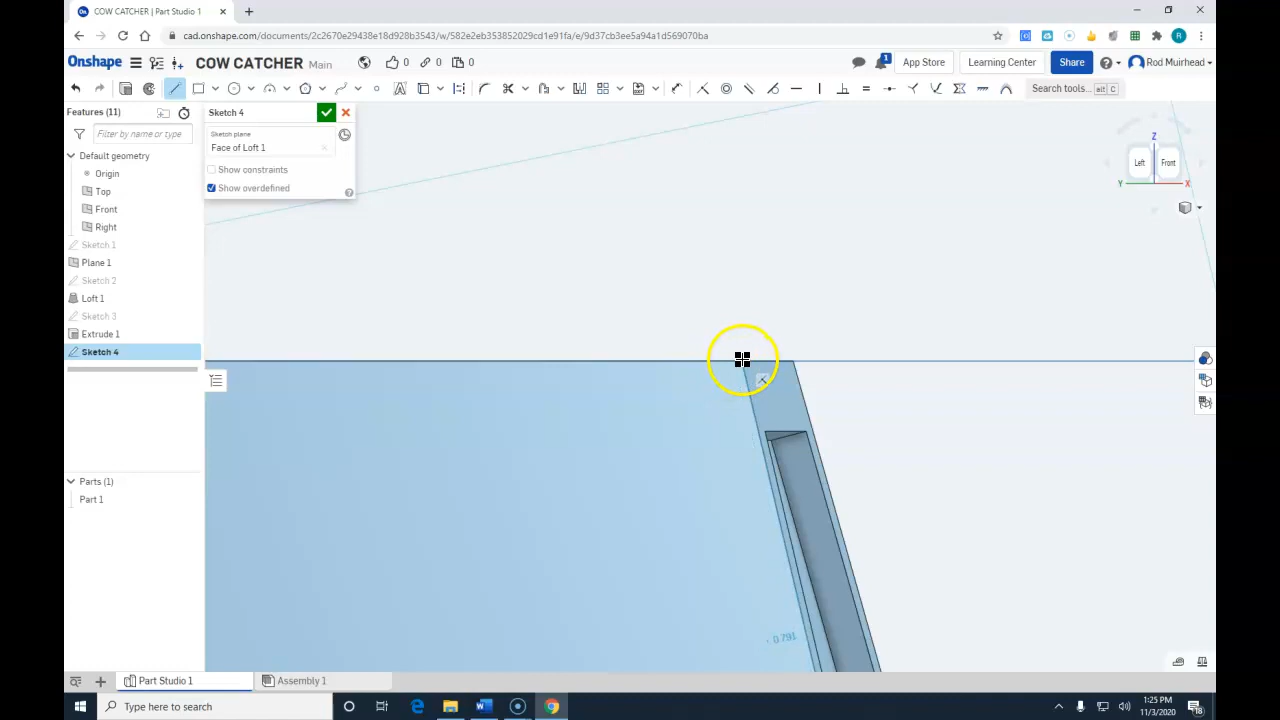 On COW CATCHER | Part Studio 1
cad.onshape.com/documents/2c2670e29438e18d928b3543/w/582e2eb353852029cd1e91fa/e/9d37cb3ee5a94a1d569070ba
R
Onshape COW CATCHER Main 0 0 0 1 App Store Learning Center Share Rod Muirhead
Search tools... alt C
Features (11) Sketch 4
Filter by name or type
Sketch plane
Face of Loft 1
Show constraints
Show overdefined
Default geometry
Origin
Top
Front
Right
Sketch 1
Plane 1
Sketch 2
Loft 1
Sketch 3
Extrude 1
Sketch 4
Z
Left Front
Y X
0.791
Parts (1)
Part 1
Part Studio 1 Assembly 1
Type here to search
1:25 PM
11/3/2020
18